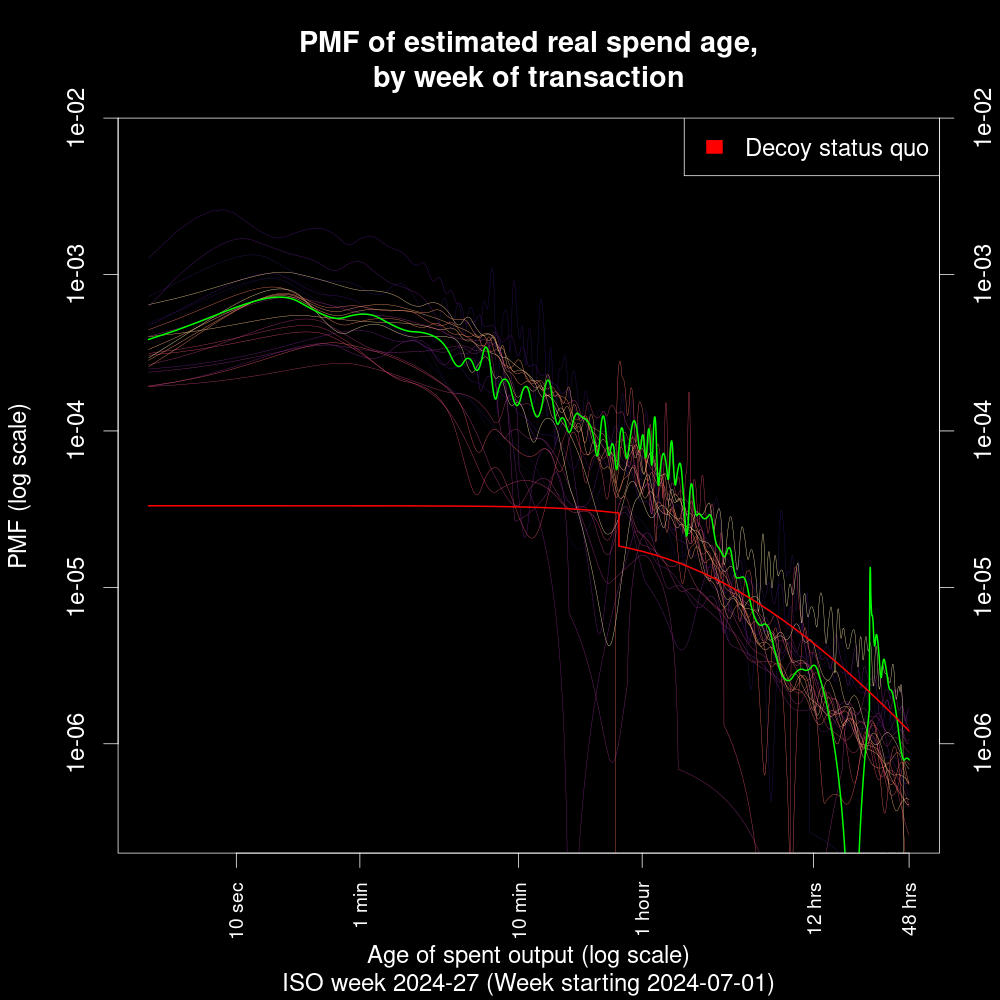 PMF of estimated real spend age,
by week of transaction
Decoy status quo
PMF (log scale)
1e-02
1e-03
1e-04
1e-05
1e-06
1e-02
1e-03
1e-04
1e-05
1e-06
10 sec
1 min
10 min
1 hour
12 hrs
48 hrs
Age of spent output (log scale)
ISO week 2024-27 (Week starting 2024-07-01)